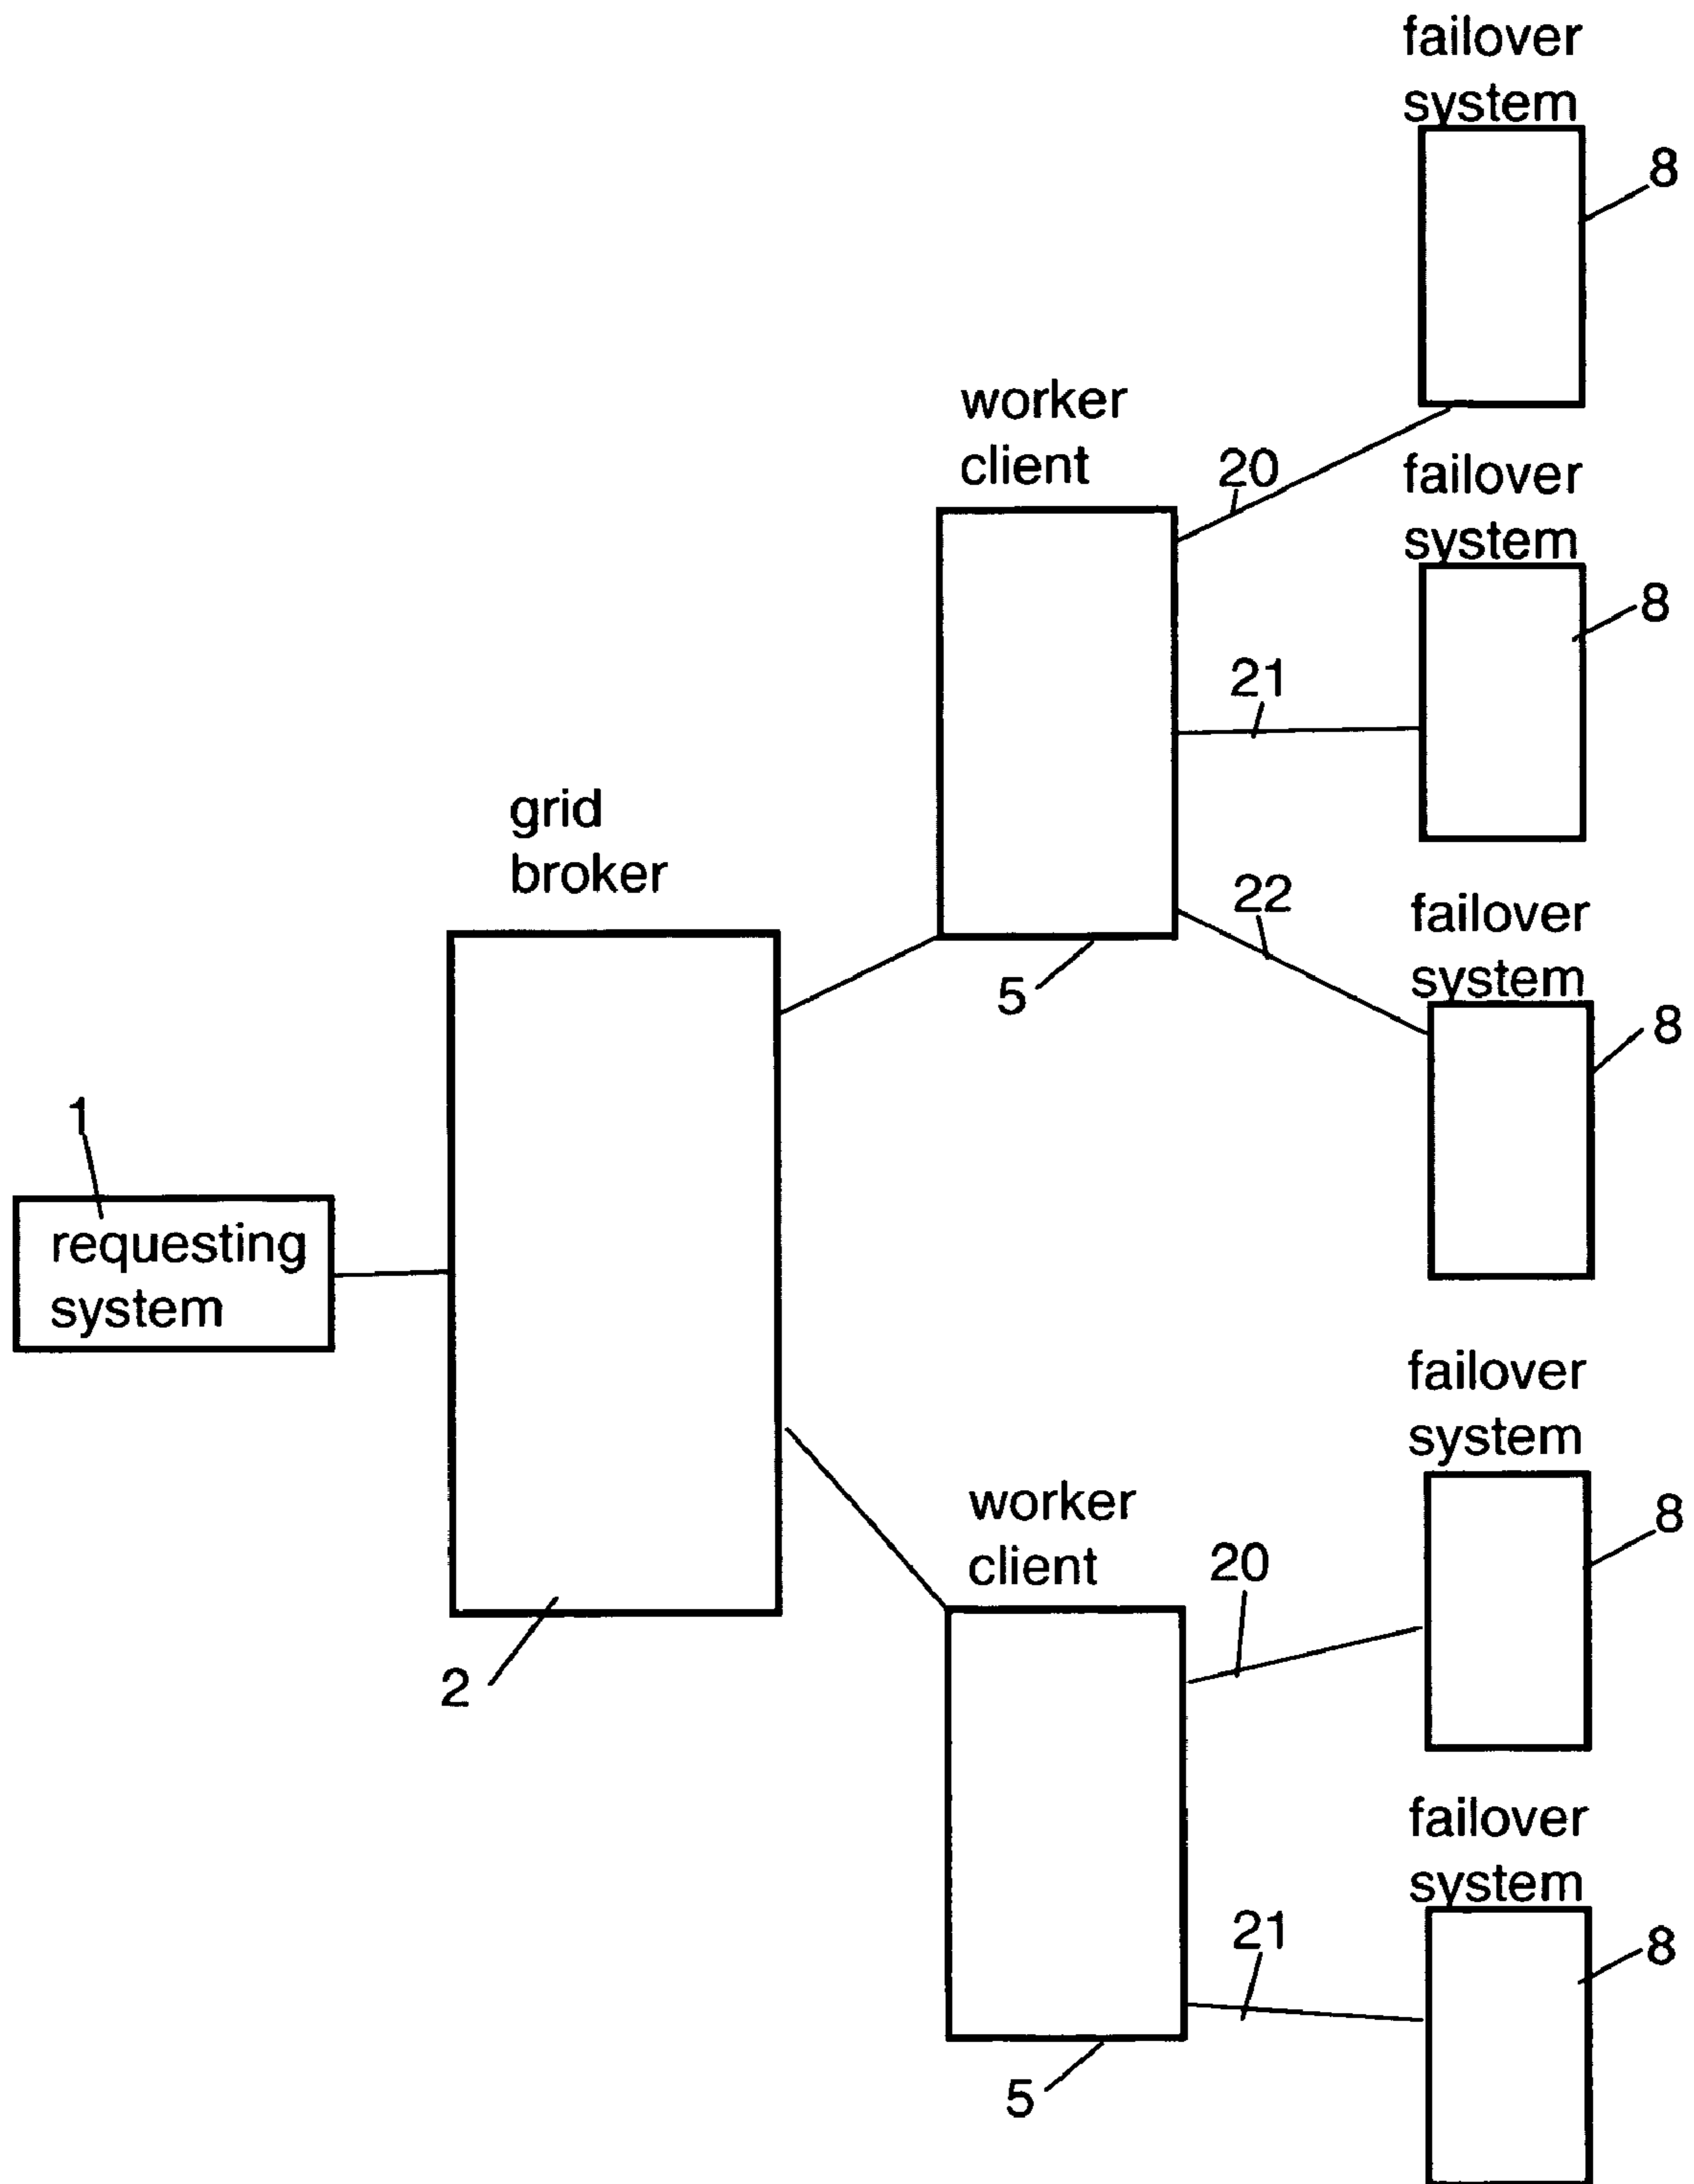 failover
system
8
worker
client
20
failover
system
8
21
grid
broker
22
failover
system
8
5
1
requesting
system
failover
system
8
worker
client
20
2
failover
system
21
8
5